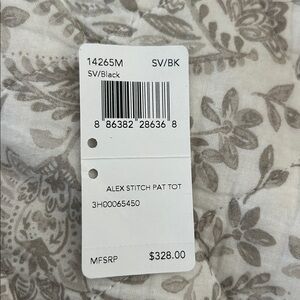 14265M SV/BK
SV/Black
8 86382 28636 8
ALEX STITCH PAT TOT
3H00065450
MFSRP $328.00